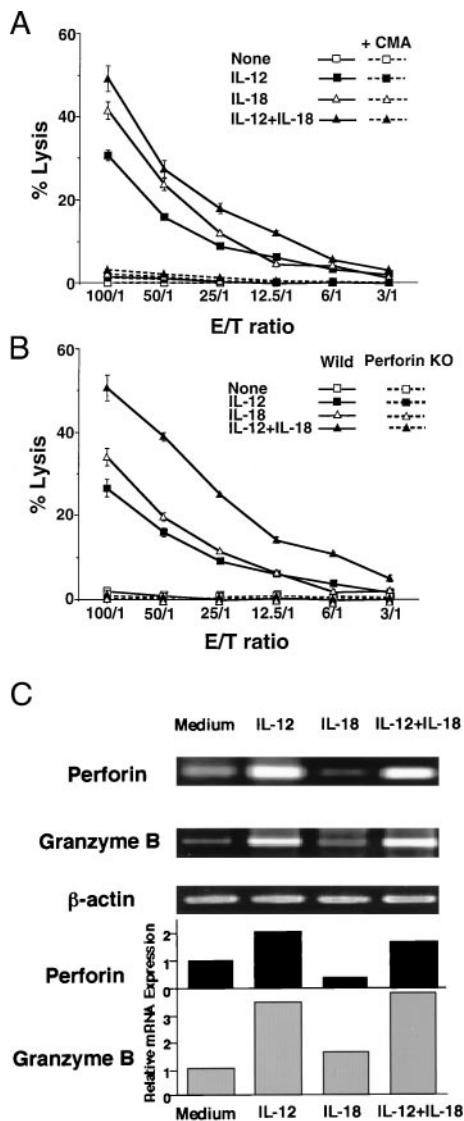 A
+ CMA
None
IL-12
IL-18
IL-12+IL-18
60
40
20
0
% Lysis
100/1 50/1 25/1 12.5/1 6/1 3/1
E/T ratio
B
Wild Perforin KO
None
IL-12
IL-18
IL-12+IL-18
60
40
20
0
% Lysis
100/1 50/1 25/1 12.5/1 6/1 3/1
E/T ratio
C
Medium IL-12 IL-18 IL-12+IL-18
Perforin
Granzyme B
β-actin
Perforin
2
1
0
Relative mRNA Expression
Granzyme B
3
2
1
0
Medium IL-12 IL-18 IL-12+IL-18